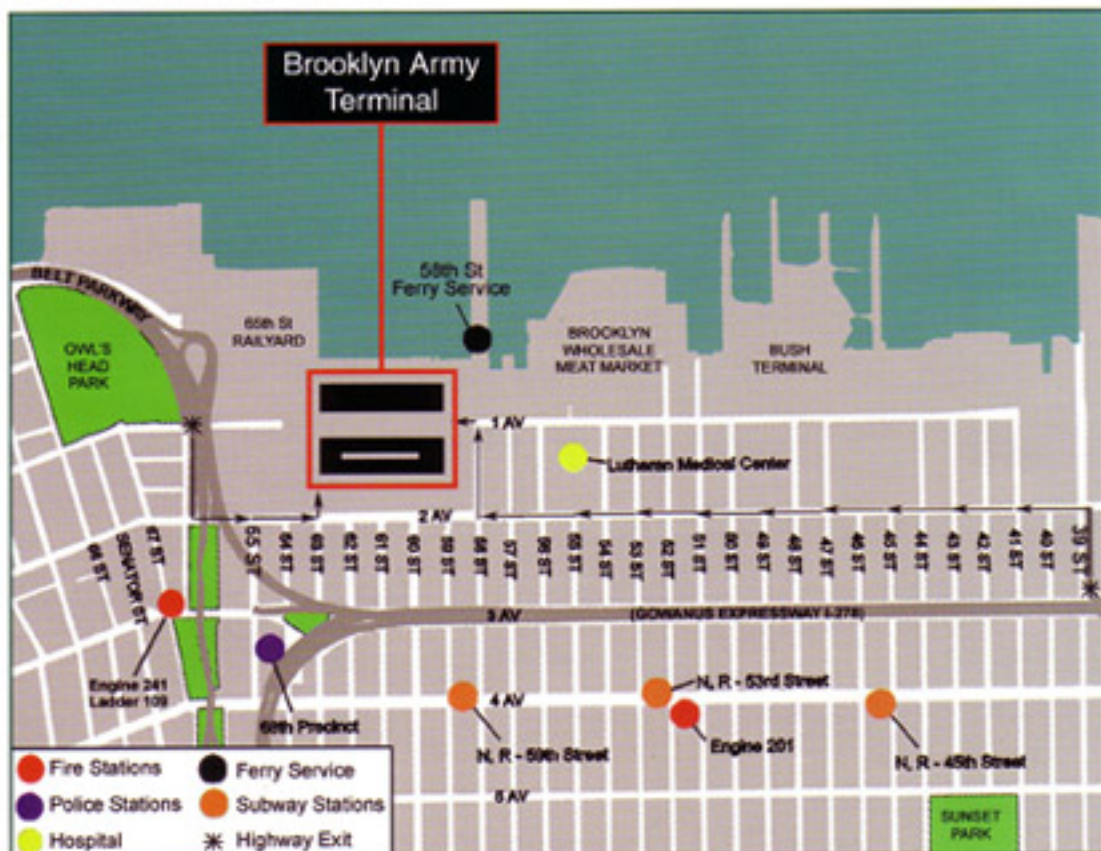 Brooklyn Army
Terminal
58th St
Ferry Service
BELT PARKWAY
OWL'S
HEAD
PARK
65th St
RAILYARD
BROOKLYN
WHOLESALE
MEAT MARKET
BUSH
TERMINAL
1 AV
Lutheran Medical Center
2 AV
67 ST
SENATOR ST
66 ST
65 ST
64 ST
63 ST
62 ST
61 ST
60 ST
59 ST
58 ST
57 ST
56 ST
55 ST
54 ST
53 ST
52 ST
51 ST
50 ST
49 ST
48 ST
47 ST
46 ST
45 ST
44 ST
43 ST
42 ST
41 ST
40 ST
39 ST
3 AV
(GOWANUS EXPRESSWAY I-278)
Engine 241
Ladder 109
68th Precinct
4 AV
N, R - 59th Street
N, R - 53rd Street
Engine 201
N, R - 45th Street
5 AV
SUNSET
PARK
Fire Stations
Ferry Service
Police Stations
Subway Stations
Hospital
Highway Exit